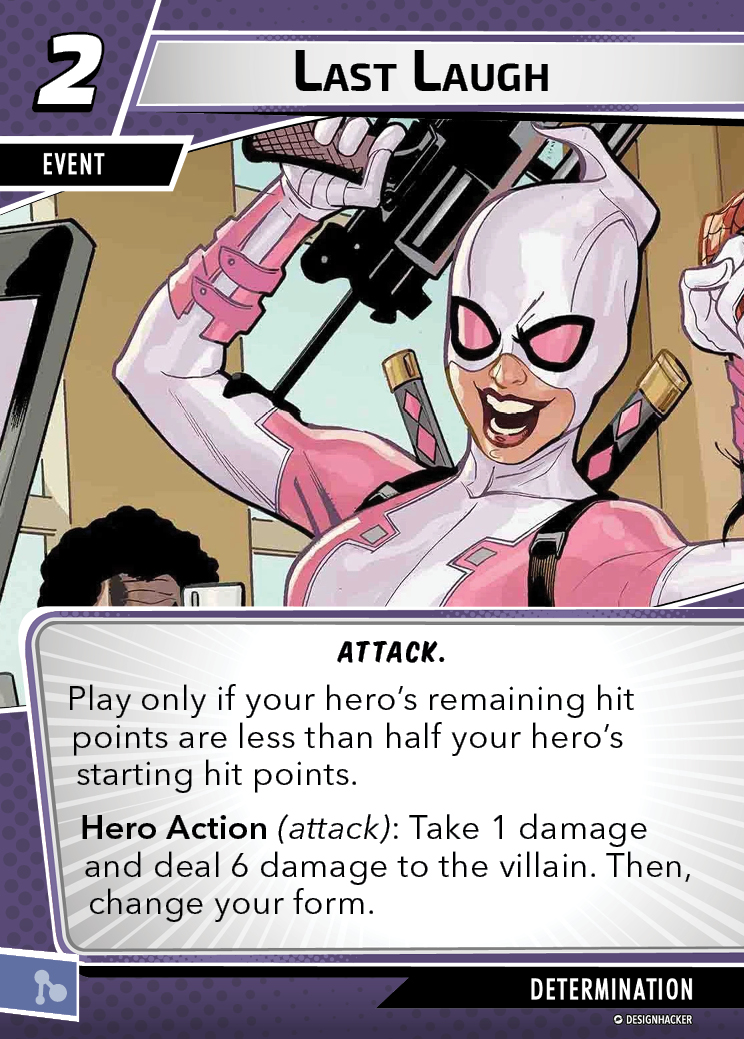 2
LAST LAUGH
EVENT
ATTACK.
Play only if your hero's remaining hit
points are less than half your hero's
starting hit points.
Hero Action (attack): Take 1 damage
and deal 6 damage to the villain. Then,
change your form.
DETERMINATION
DESIGNHACKER